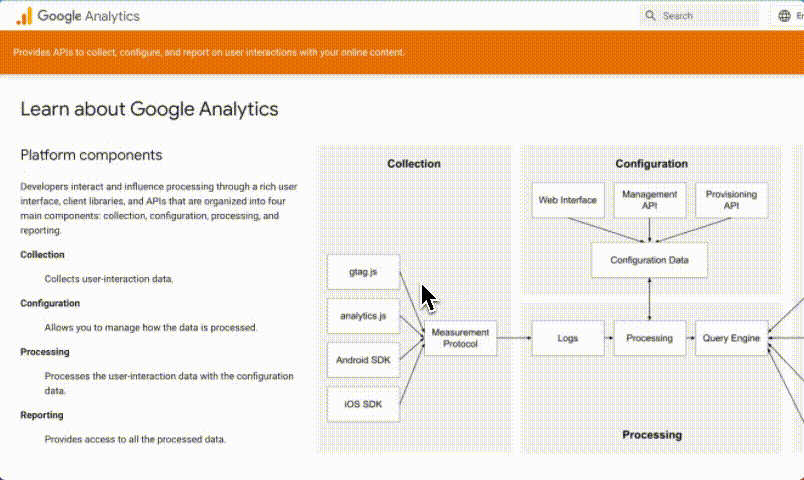 Google Analytics
Search
Provides APIs to collect, configure, and report on user interactions with your online content.
Learn about Google Analytics
Platform components
Developers interact and influence processing through a rich user
interface, client libraries, and APIs that are organized into four
main components: collection, configuration, processing, and
reporting.
Collection
Collects user-interaction data.
Configuration
Allows you to manage how the data is processed.
Processing
Processes the user-interaction data with the configuration
data.
Reporting
Provides access to all the processed data.
Collection
gtag.js
analytics.js
Android SDK
iOS SDK
Measurement
Protocol
Configuration
Web Interface
Management
API
Provisioning
API
Configuration Data
Logs
Processing
Query Engine
Processing